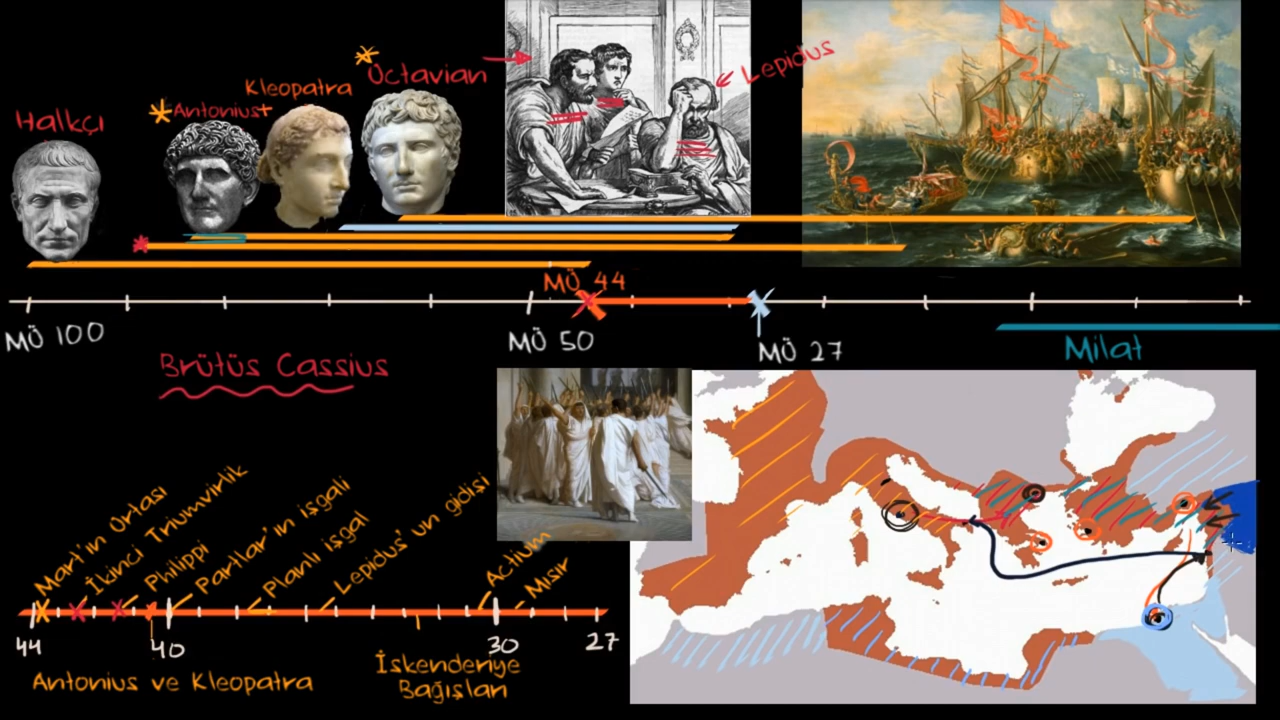 Halkçı
Antonius+
Kleopatra
Octavian
Lepidus
MÖ 100
MÖ 50
MÖ 44
MÖ 27
Milat
Brütüs Cassius
Mart'ın Ortası
İkinci Triumvirlik
Philippi
Partlar'ın işgali
Planlı işgal
Lepidus'un gidişi
Actium
Mısır
44
40
30
27
Antonius ve Kleopatra
İskenderiye
Bağışları